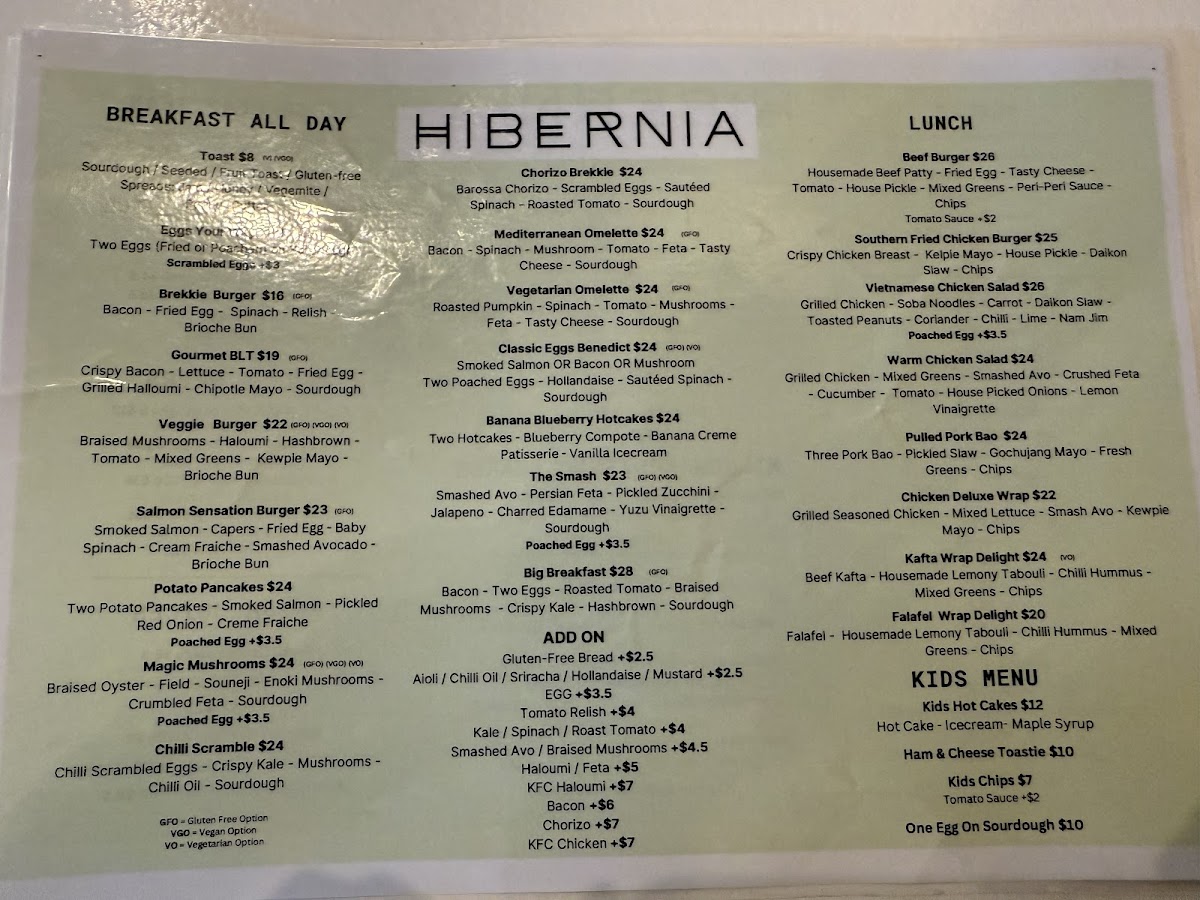 BREAKFAST ALL DAY
Toast $8 (V) (VGO)
Sourdough / Seeded / Fruit Toast / Gluten-free
Spreads: / Vegemite /
Eggs Your
Two Eggs (Fried or
Scrambled Eggs +$3
Brekkie Burger $16 (GFO)
Bacon - Fried Egg - Spinach - Relish -
Brioche Bun
Gourmet BLT $19 (GFO)
Crispy Bacon - Lettuce - Tomato - Fried Egg -
Grilled Halloumi - Chipotle Mayo - Sourdough
Veggie Burger $22 (GFO) (VGO) (VO)
Braised Mushrooms - Haloumi - Hashbrown -
Tomato - Mixed Greens - Kewpie Mayo -
Brioche Bun
Salmon Sensation Burger $23 (GFO)
Smoked Salmon - Capers - Fried Egg - Baby
Spinach - Cream Fraiche - Smashed Avocado -
Brioche Bun
Potato Pancakes $24
Two Potato Pancakes - Smoked Salmon - Pickled
Red Onion - Creme Fraiche
Poached Egg +$3.5
Magic Mushrooms $24 (GFO) (VGO) (VO)
Braised Oyster - Field - Souneji - Enoki Mushrooms -
Crumbled Feta - Sourdough
Poached Egg +$3.5
Chilli Scramble $24
Chilli Scrambled Eggs - Crispy Kale - Mushrooms -
Chilli Oil - Sourdough
GFO = Gluten Free Option
VGO = Vegan Option
VO = Vegetarian Option
HIBERNIA
Chorizo Brekkie $24
Barossa Chorizo - Scrambled Eggs - Sautéed
Spinach - Roasted Tomato - Sourdough
Mediterranean Omelette $24 (GFO)
Bacon - Spinach - Mushroom - Tomato - Feta - Tasty
Cheese - Sourdough
Vegetarian Omelette $24 (GFO)
Roasted Pumpkin - Spinach - Tomato - Mushrooms -
Feta - Tasty Cheese - Sourdough
Classic Eggs Benedict $24 (GFO) (VO)
Smoked Salmon OR Bacon OR Mushroom
Two Poached Eggs - Hollandaise - Sautéed Spinach -
Sourdough
Banana Blueberry Hotcakes $24
Two Hotcakes - Blueberry Compote - Banana Creme
Patisserie - Vanilla Icecream
The Smash $23 (GFO) (VGO)
Smashed Avo - Persian Feta - Pickled Zucchini -
Jalapeno - Charred Edamame - Yuzu Vinaigrette -
Sourdough
Poached Egg +$3.5
Big Breakfast $28 (GFO)
Bacon - Two Eggs - Roasted Tomato - Braised
Mushrooms - Crispy Kale - Hashbrown - Sourdough
ADD ON
Gluten-Free Bread +$2.5
Aioli / Chilli Oil / Sriracha / Hollandaise / Mustard +$2.5
EGG +$3.5
Tomato Relish +$4
Kale / Spinach / Roast Tomato +$4
Smashed Avo / Braised Mushrooms +$4.5
Haloumi / Feta +$5
KFC Haloumi +$7
Bacon +$6
Chorizo +$7
KFC Chicken +$7
LUNCH
Beef Burger $26
Housemade Beef Patty - Fried Egg - Tasty Cheese -
Tomato - House Pickle - Mixed Greens - Peri-Peri Sauce -
Chips
Tomato Sauce +$2
Southern Fried Chicken Burger $25
Crispy Chicken Breast - Kelpie Mayo - House Pickle - Daikon
Slaw - Chips
Vietnamese Chicken Salad $26
Grilled Chicken - Soba Noodles - Carrot - Daikon Slaw -
Toasted Peanuts - Coriander - Chilli - Lime - Nam Jim
Poached Egg +$3.5
Warm Chicken Salad $24
Grilled Chicken - Mixed Greens - Smashed Avo - Crushed Feta
- Cucumber - Tomato - House Picked Onions - Lemon
Vinaigrette
Pulled Pork Bao $24
Three Pork Bao - Pickled Slaw - Gochujang Mayo - Fresh
Greens - Chips
Chicken Deluxe Wrap $22
Grilled Seasoned Chicken - Mixed Lettuce - Smash Avo - Kewpie
Mayo - Chips
Kafta Wrap Delight $24 (VO)
Beef Kafta - Housemade Lemony Tabouli - Chilli Hummus -
Mixed Greens - Chips
Falafel Wrap Delight $20
Falafel - Housemade Lemony Tabouli - Chilli Hummus - Mixed
Greens - Chips
KIDS MENU
Kids Hot Cakes $12
Hot Cake - Icecream- Maple Syrup
Ham & Cheese Toastie $10
Kids Chips $7
Tomato Sauce +$2
One Egg On Sourdough $10